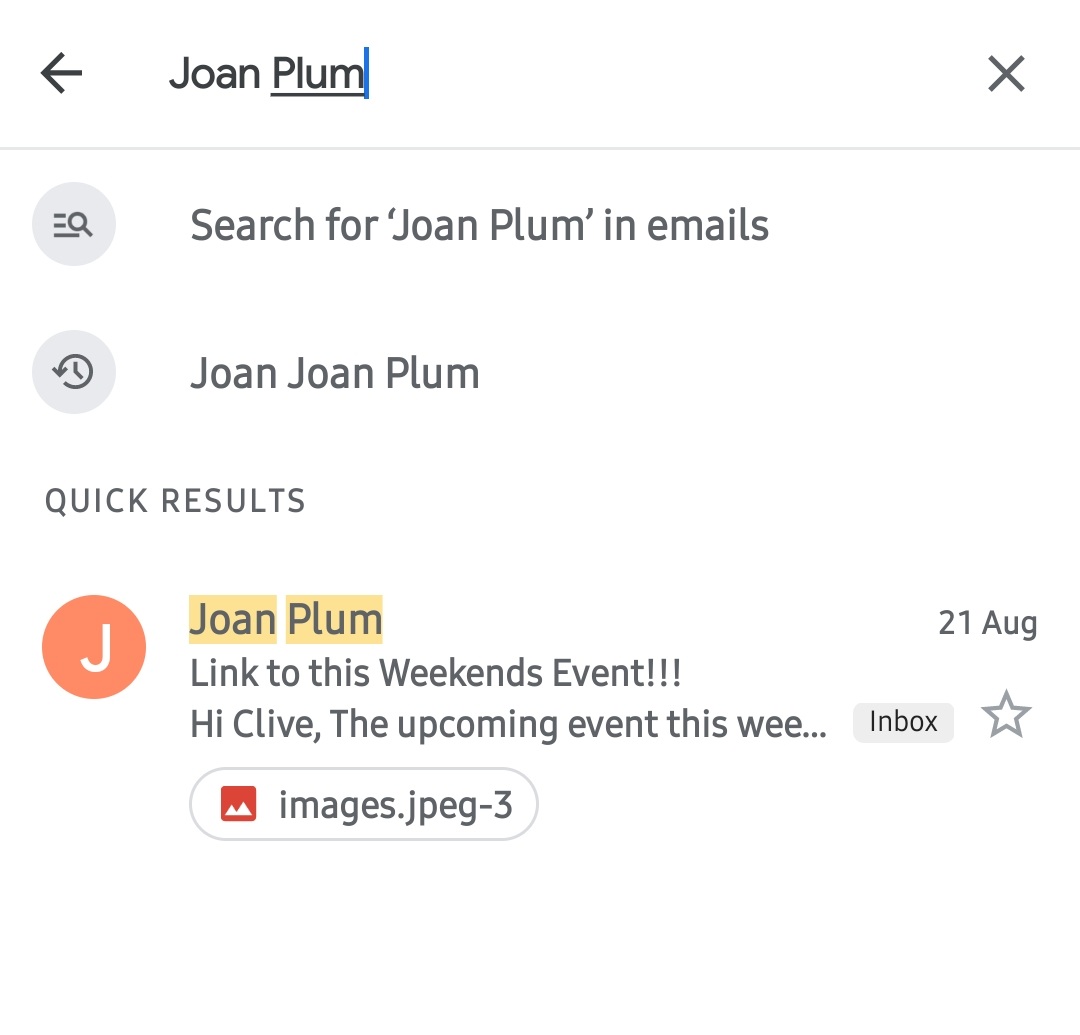 Joan Plum
Search for ‘Joan Plum’ in emails
Joan Joan Plum
QUICK RESULTS
J
Joan Plum
21 Aug
Link to this Weekends Event!!!
Hi Clive, The upcoming event this wee...
Inbox
images.jpeg-3